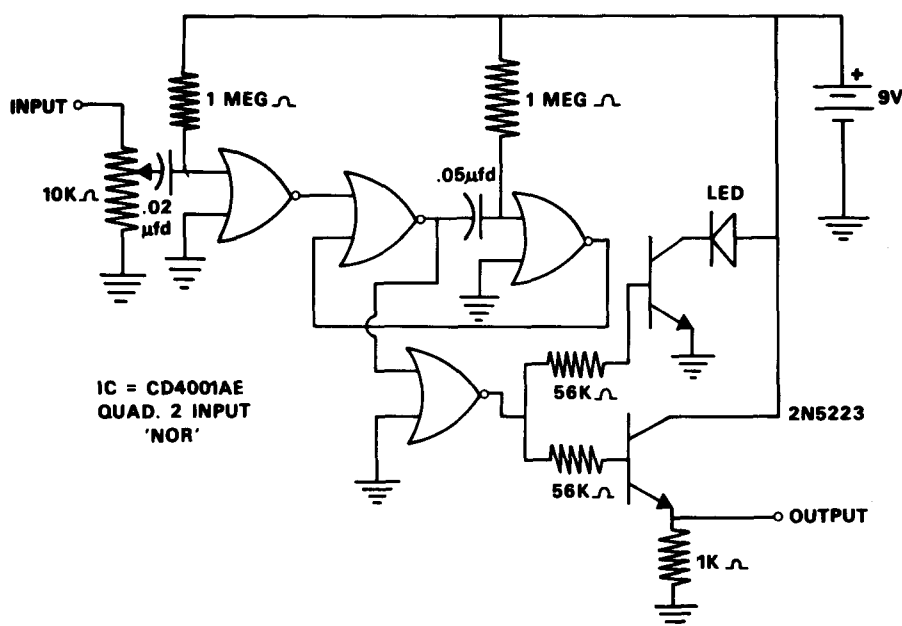 INPUT
1 MEG Ω
1 MEG Ω
+
9V
10K Ω
.02
µfd
.05µfd
LED
IC = CD4001AE
QUAD. 2 INPUT
'NOR'
56K Ω
56K Ω
2N5223
OUTPUT
1K Ω